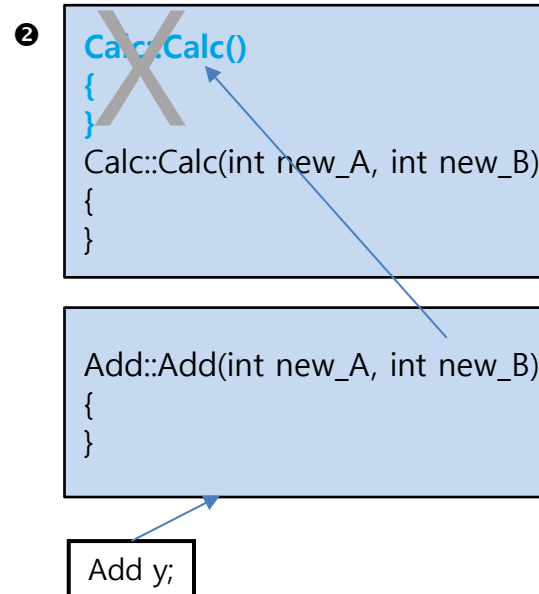 ❷
Calc::Calc()
{
}
Calc::Calc(int new_A, int new_B)
{
}
Add::Add(int new_A, int new_B)
{
}
Add y;